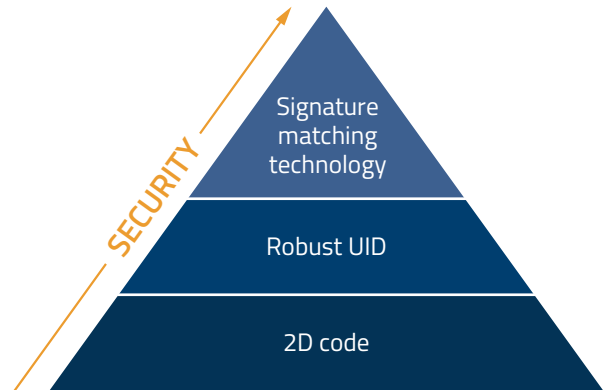 SECURITY
Signature
matching
technology
Robust UID
2D code